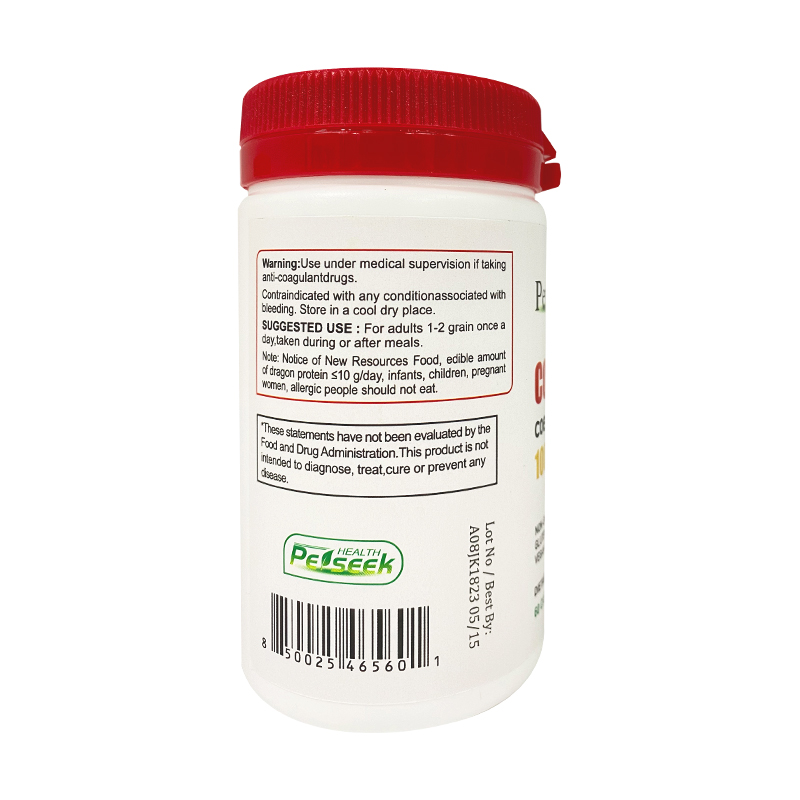 Warning:Use under medical supervision if taking
anti-coagulantdrugs.
Contraindicated with any conditionassociated with
bleeding. Store in a cool dry place.
SUGGESTED USE : For adults 1-2 grain once a
day,taken during or after meals.
Note: Notice of New Resources Food, edible amount
of dragon protein ≤10 g/day, infants, children, pregnant
women, allergic people should not eat.
*These statements have not been evaluated by the
Food and Drug Administration.This product is not
intended to diagnose, treat,cure or prevent any
disease.
HEALTH
Petseek
8 50025 46560 1
Lot No / Best By:
A08IK1823 05/15